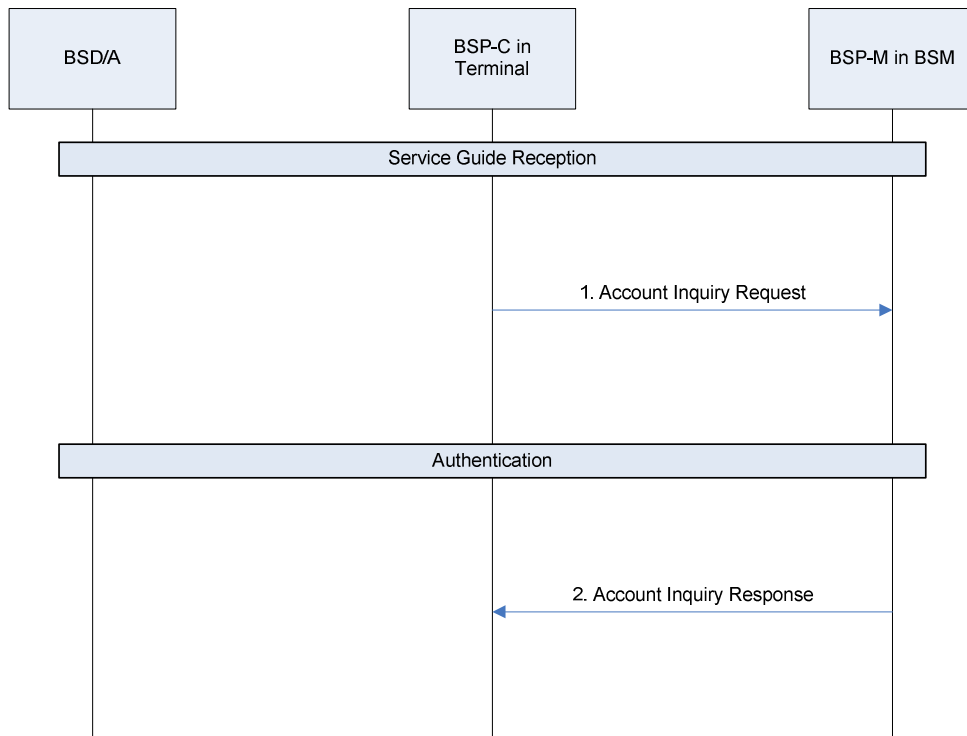 BSD/A
BSP-C in
Terminal
BSP-M in BSM
Service Guide Reception
1. Account Inquiry Request
Authentication
2. Account Inquiry Response